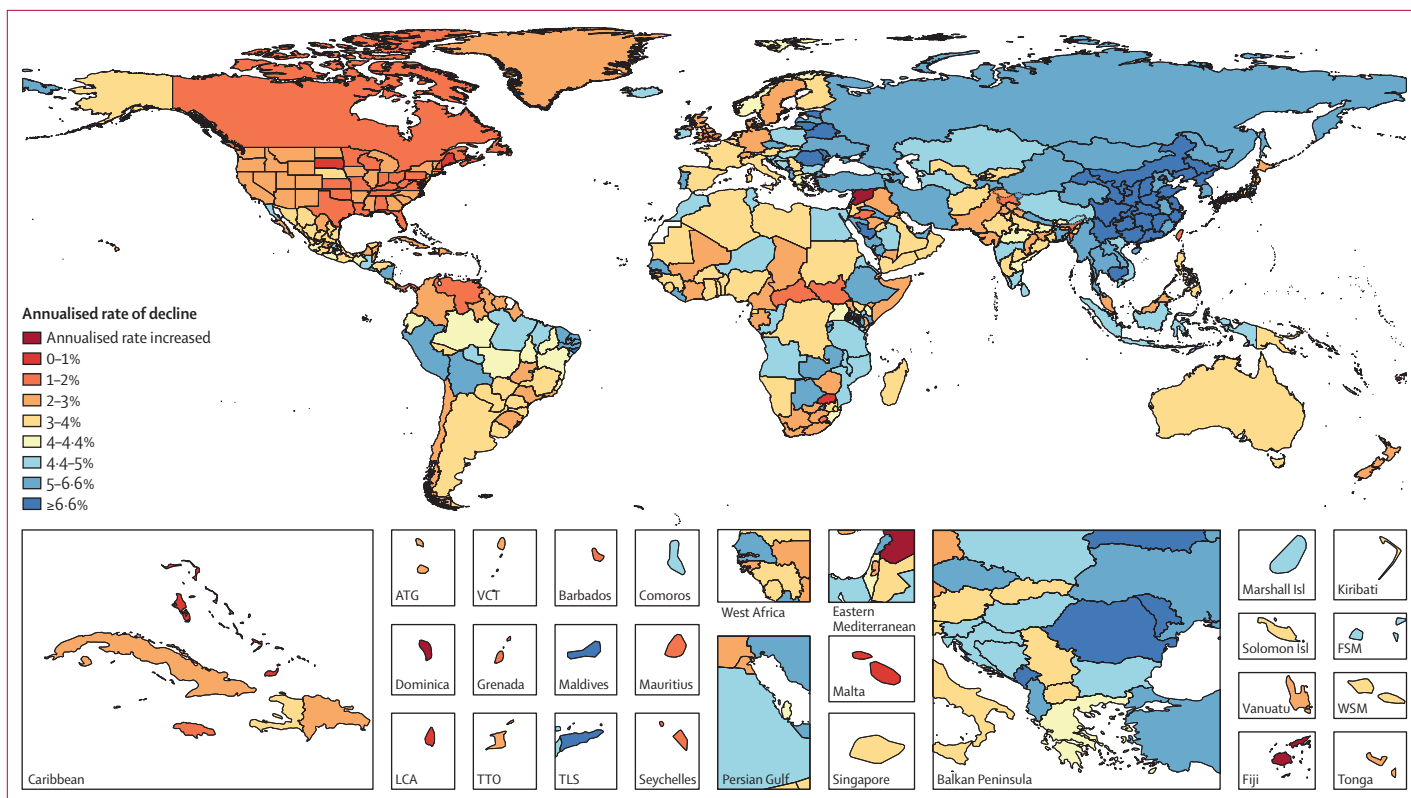 Annualised rate of decline
Annualised rate increased
0–1%
1–2%
2–3%
3–4%
4–4·4%
4·4–5%
5–6·6%
≥6·6%
Caribbean
ATG
VCT
Barbados
Comoros
West Africa
Eastern
Mediterranean
Dominica
Grenada
Maldives
Mauritius
Malta
LCA
TTO
TLS
Seychelles
Persian Gulf
Singapore
Balkan Peninsula
Marshall Isl
Kiribati
Solomon Isl
FSM
Vanuatu
WSM
Fiji
Tonga